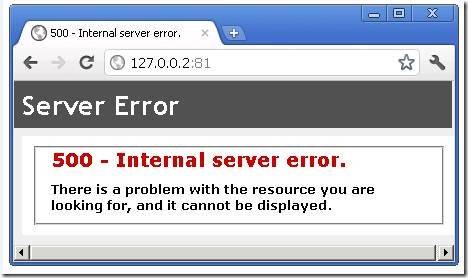 500 - Internal server error.
127.0.0.2:81
Server Error
500 - Internal server error.
There is a problem with the resource you are
looking for, and it cannot be displayed.